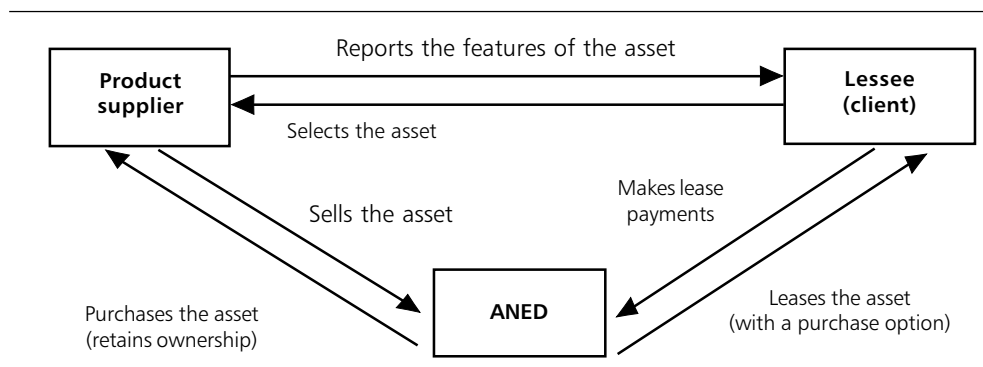 Reports the features of the asset
Product
supplier
Lessee
(client)
Selects the asset
Makes lease
payments
Sells the asset
ANED
Purchases the asset
(retains ownership)
Leases the asset
(with a purchase option)